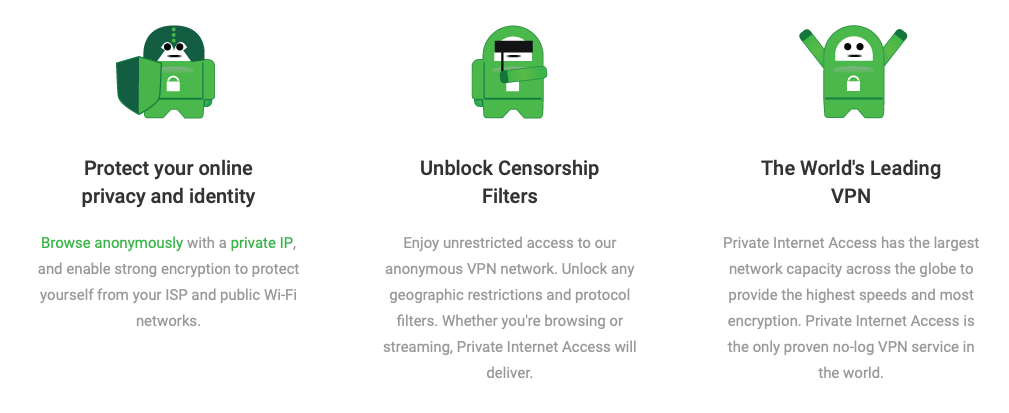 Protect your online
privacy and identity
Browse anonymously with a private IP,
and enable strong encryption to protect
yourself from your ISP and public Wi-Fi
networks.
Unblock Censorship
Filters
Enjoy unrestricted access to our
anonymous VPN network. Unlock any
geographic restrictions and protocol
filters. Whether you're browsing or
streaming, Private Internet Access will
deliver.
The World's Leading
VPN
Private Internet Access has the largest
network capacity across the globe to
provide the highest speeds and most
encryption. Private Internet Access is
the only proven no-log VPN service in
the world.